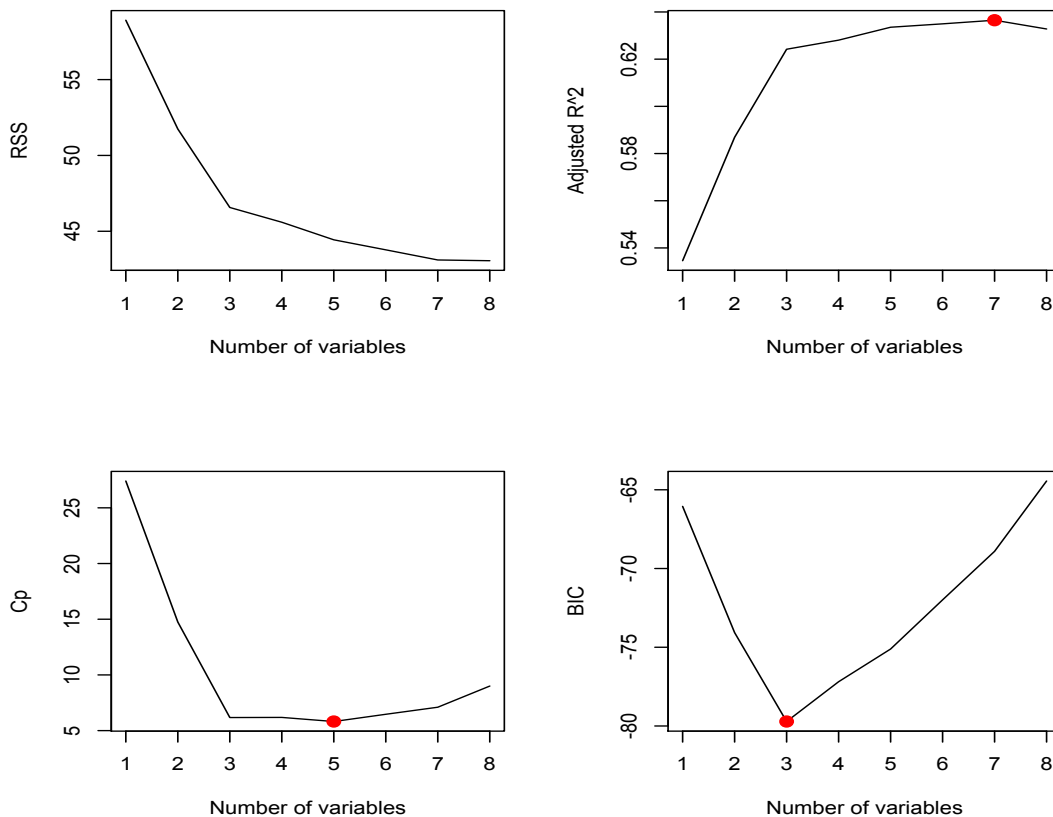 RSS
55
50
45
1 2 3 4 5 6 7 8
Number of variables
Adjusted R^2
0.62
0.58
0.54
1 2 3 4 5 6 7 8
Number of variables
Cp
25
20
15
10
5
1 2 3 4 5 6 7 8
Number of variables
BIC
-65
-70
-75
-80
1 2 3 4 5 6 7 8
Number of variables